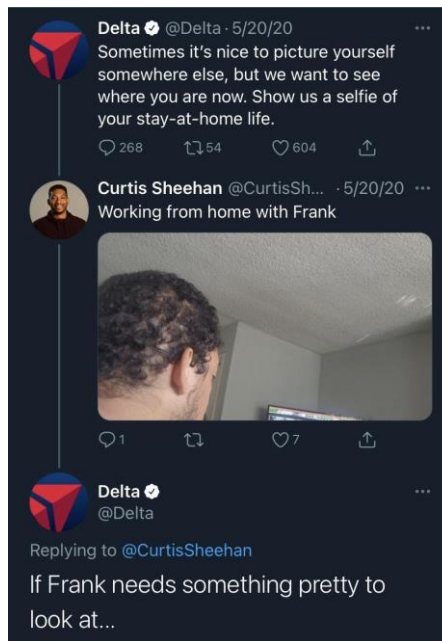 Delta @Delta · 5/20/20
Sometimes it's nice to picture yourself
somewhere else, but we want to see
where you are now. Show us a selfie of
your stay-at-home life.
268 54 604
Curtis Sheehan @CurtisSh... · 5/20/20
Working from home with Frank
1 7
Delta
@Delta
Replying to @CurtisSheehan
If Frank needs something pretty to
look at...